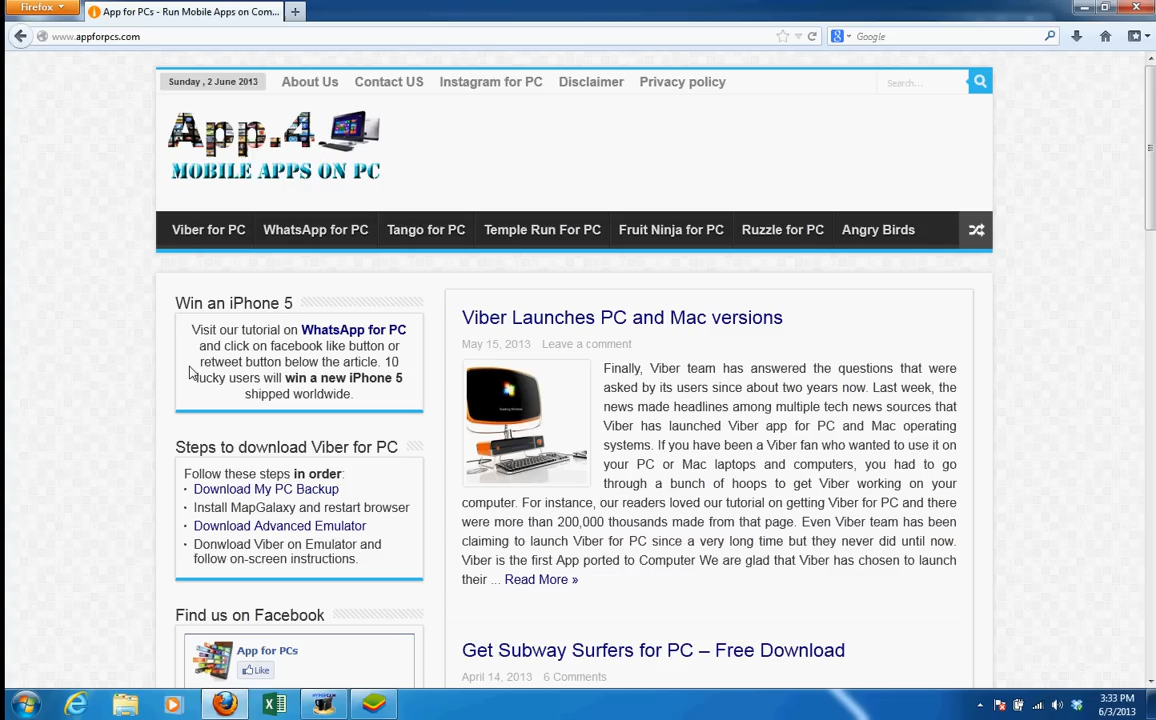 Firefox
App for PCs - Run Mobile Apps on Com...
www.appforpcs.com
Google
Sunday , 2 June 2013
About Us
Contact US
Instagram for PC
Disclaimer
Privacy policy
Search...
App.4
MOBILE APPS ON PC
Viber for PC
WhatsApp for PC
Tango for PC
Temple Run For PC
Fruit Ninja for PC
Ruzzle for PC
Angry Birds
Win an iPhone 5
Visit our tutorial on WhatsApp for PC
and click on facebook like button or
retweet button below the article. 10
lucky users will win a new iPhone 5
shipped worldwide.
Steps to download Viber for PC
Follow these steps in order:
Download My PC Backup
Install MapGalaxy and restart browser
Download Advanced Emulator
Donwload Viber on Emulator and
follow on-screen instructions.
Find us on Facebook
App for PCs
Like
Viber Launches PC and Mac versions
May 15, 2013 Leave a comment
Finally, Viber team has answered the questions that were
asked by its users since about two years now. Last week, the
news made headlines among multiple tech news sources that
Viber has launched Viber app for PC and Mac operating
systems. If you have been a Viber fan who wanted to use it on
your PC or Mac laptops and computers, you had to go
through a bunch of hoops to get Viber working on your
computer. For instance, our readers loved our tutorial on getting Viber for PC and there
were more than 200,000 thousands made from that page. Even Viber team has been
claiming to launch Viber for PC since a very long time but they never did until now.
Viber is the first App ported to Computer We are glad that Viber has chosen to launch
their ... Read More »
Get Subway Surfers for PC – Free Download
April 14, 2013 6 Comments
3:33 PM
6/3/2013